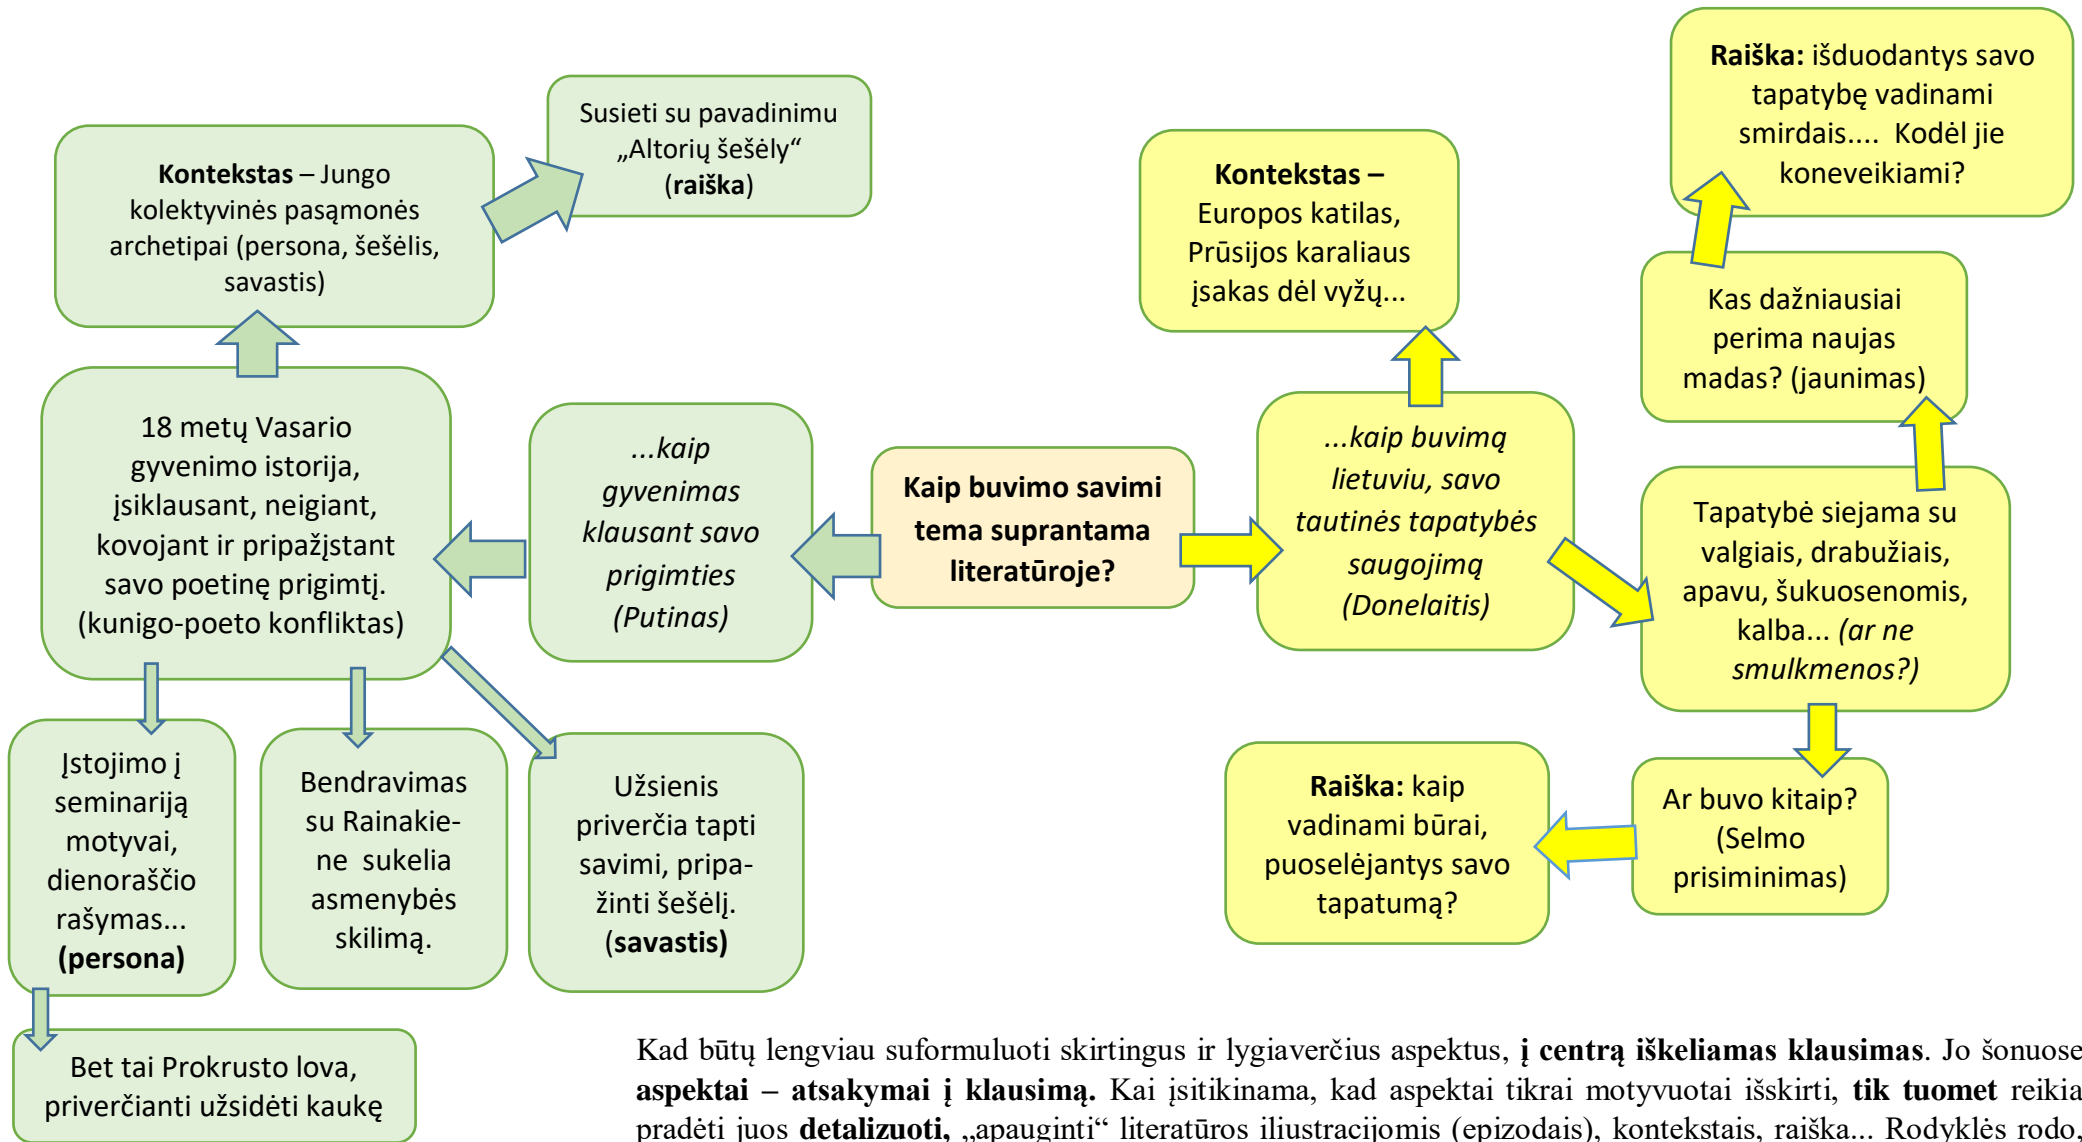 Kontekstas – Jungo
kolektyvinės pasąmonės
archetipai (persona, šešėlis,
savastis)
Susieti su pavadinimu
„Altorių šešėly“
(raiška)
18 metų Vasario
gyvenimo istorija,
įsiklausant, neigiant,
kovojant ir pripažįstant
savo poetinę prigimtį.
(kunigo-poeto konfliktas)
...kaip
gyvenimas
klausant savo
prigimties
(Putinas)
Kaip buvimo savimi
tema suprantama
literatūroje?
...kaip buvimą
lietuviu, savo
tautinės tapatybės
saugojimą
(Donelaitis)
Kontekstas –
Europos katilas,
Prūsijos karaliaus
įsakas dėl vyžų...
Raiška: išduodantys savo
tapatybę vadinami
smirdais.... Kodėl jie
koneveikiami?
Kas dažniausiai
perima naujas
madas? (jaunimas)
Tapatybė siejama su
valgiais, drabužiais,
apavu, šukuosenomis,
kalba... (ar ne
smulkmenos?)
Ar buvo kitaip?
(Selmo
prisiminimas)
Raiška: kaip
vadinami būrai,
puoselėjantys savo
tapatumą?
Įstojimo į
seminariją
motyvai,
dienoraščio
rašymas...
(persona)
Bendravimas
su Rainakie-
ne sukelia
asmenybės
skilimą.
Užsienis
priverčia tapti
savimi, pripa-
žinti šešėlį.
(savastis)
Bet tai Prokrusto lova,
priverčianti užsidėti kaukę
Kad būtų lengviau suformuluoti skirtingus ir lygiaverčius aspektus, į centrą iškeliamas klausimas. Jo šonuose
aspektai – atsakymai į klausimą. Kai įsitikinama, kad aspektai tikrai motyvuotai išskirti, tik tuomet reikia
pradėti juos detalizuoti, „apauginti“ literatūros iliustracijomis (epizodais), kontekstais, raiška... Rodyklės rodo,